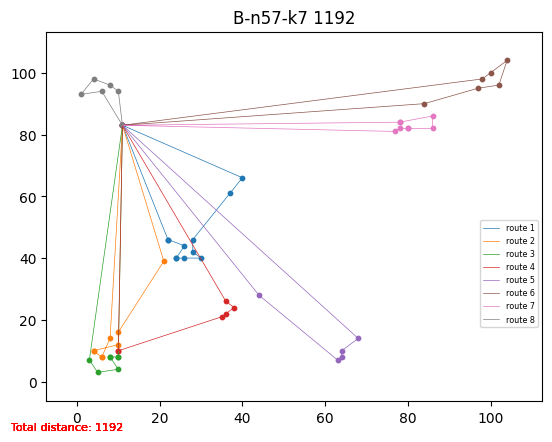 B-n57-k7 1192
100
80
60
40
20
0
route 1
route 2
route 3
route 4
route 5
route 6
route 7
route 8
0 20 40 60 80 100
Total distance: 1192